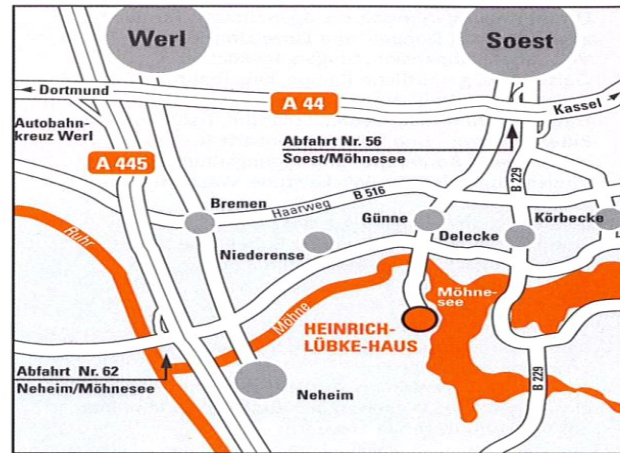 Werl
Soest
Dortmund
A 44
Kassel
Autobahn-
kreuz Werl
Abfahrt Nr. 56
Soest/Möhnesee
A 445
B 229
Bremen
Haarweg
B 516
Günne
Körbecke
Delecke
Ruhr
Niederense
Möhne-
see
Möhne
HEINRICH-
LÜBKE-HAUS
Abfahrt Nr. 62
Neheim/Möhnesee
Neheim
B 229